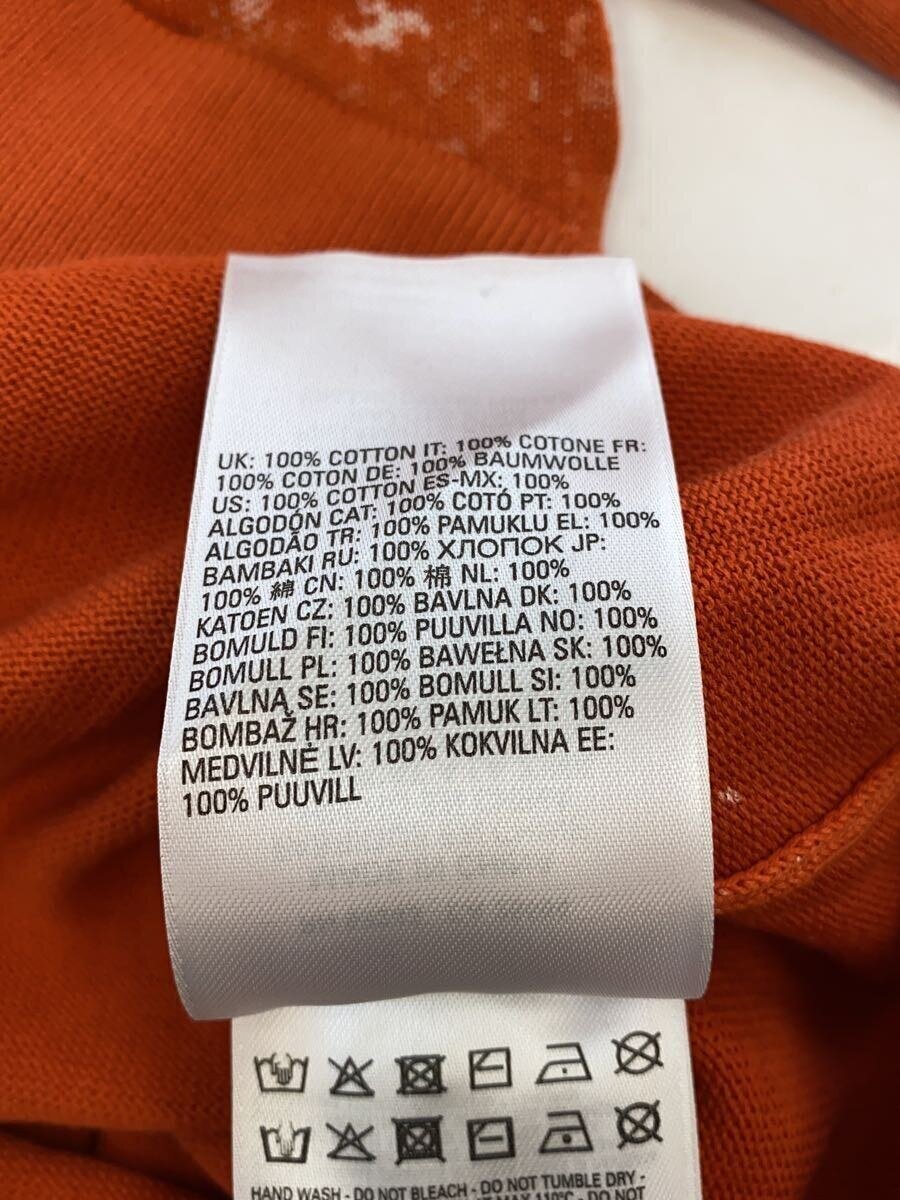 UK: 100% COTTON IT: 100% COTONE FR:
100% COTON DE: 100% BAUMWOLLE
US: 100% COTTON ES-MX: 100%
ALGODÓN CAT: 100% COTÓ PT: 100%
ALGODÃO TR: 100% PAMUKLU EL: 100%
BAMBAKI RU: 100% ХЛОПОК JP:
100% 綿 CN: 100% 棉 NL: 100%
KATOEN CZ: 100% BAVLNA DK: 100%
BOMULD FI: 100% PUUVILLA NO: 100%
BOMULL PL: 100% BAWEŁNA SK: 100%
BAVLNA SE: 100% BOMULL SI: 100%
BOMBAŽ HR: 100% PAMUK LT: 100%
MEDVILNĖ LV: 100% KOKVILNA EE:
100% PUUVILL
HAND WASH - DO NOT BLEACH - DO NOT TUMBLE DRY -
MAX 110°C - DO NOT